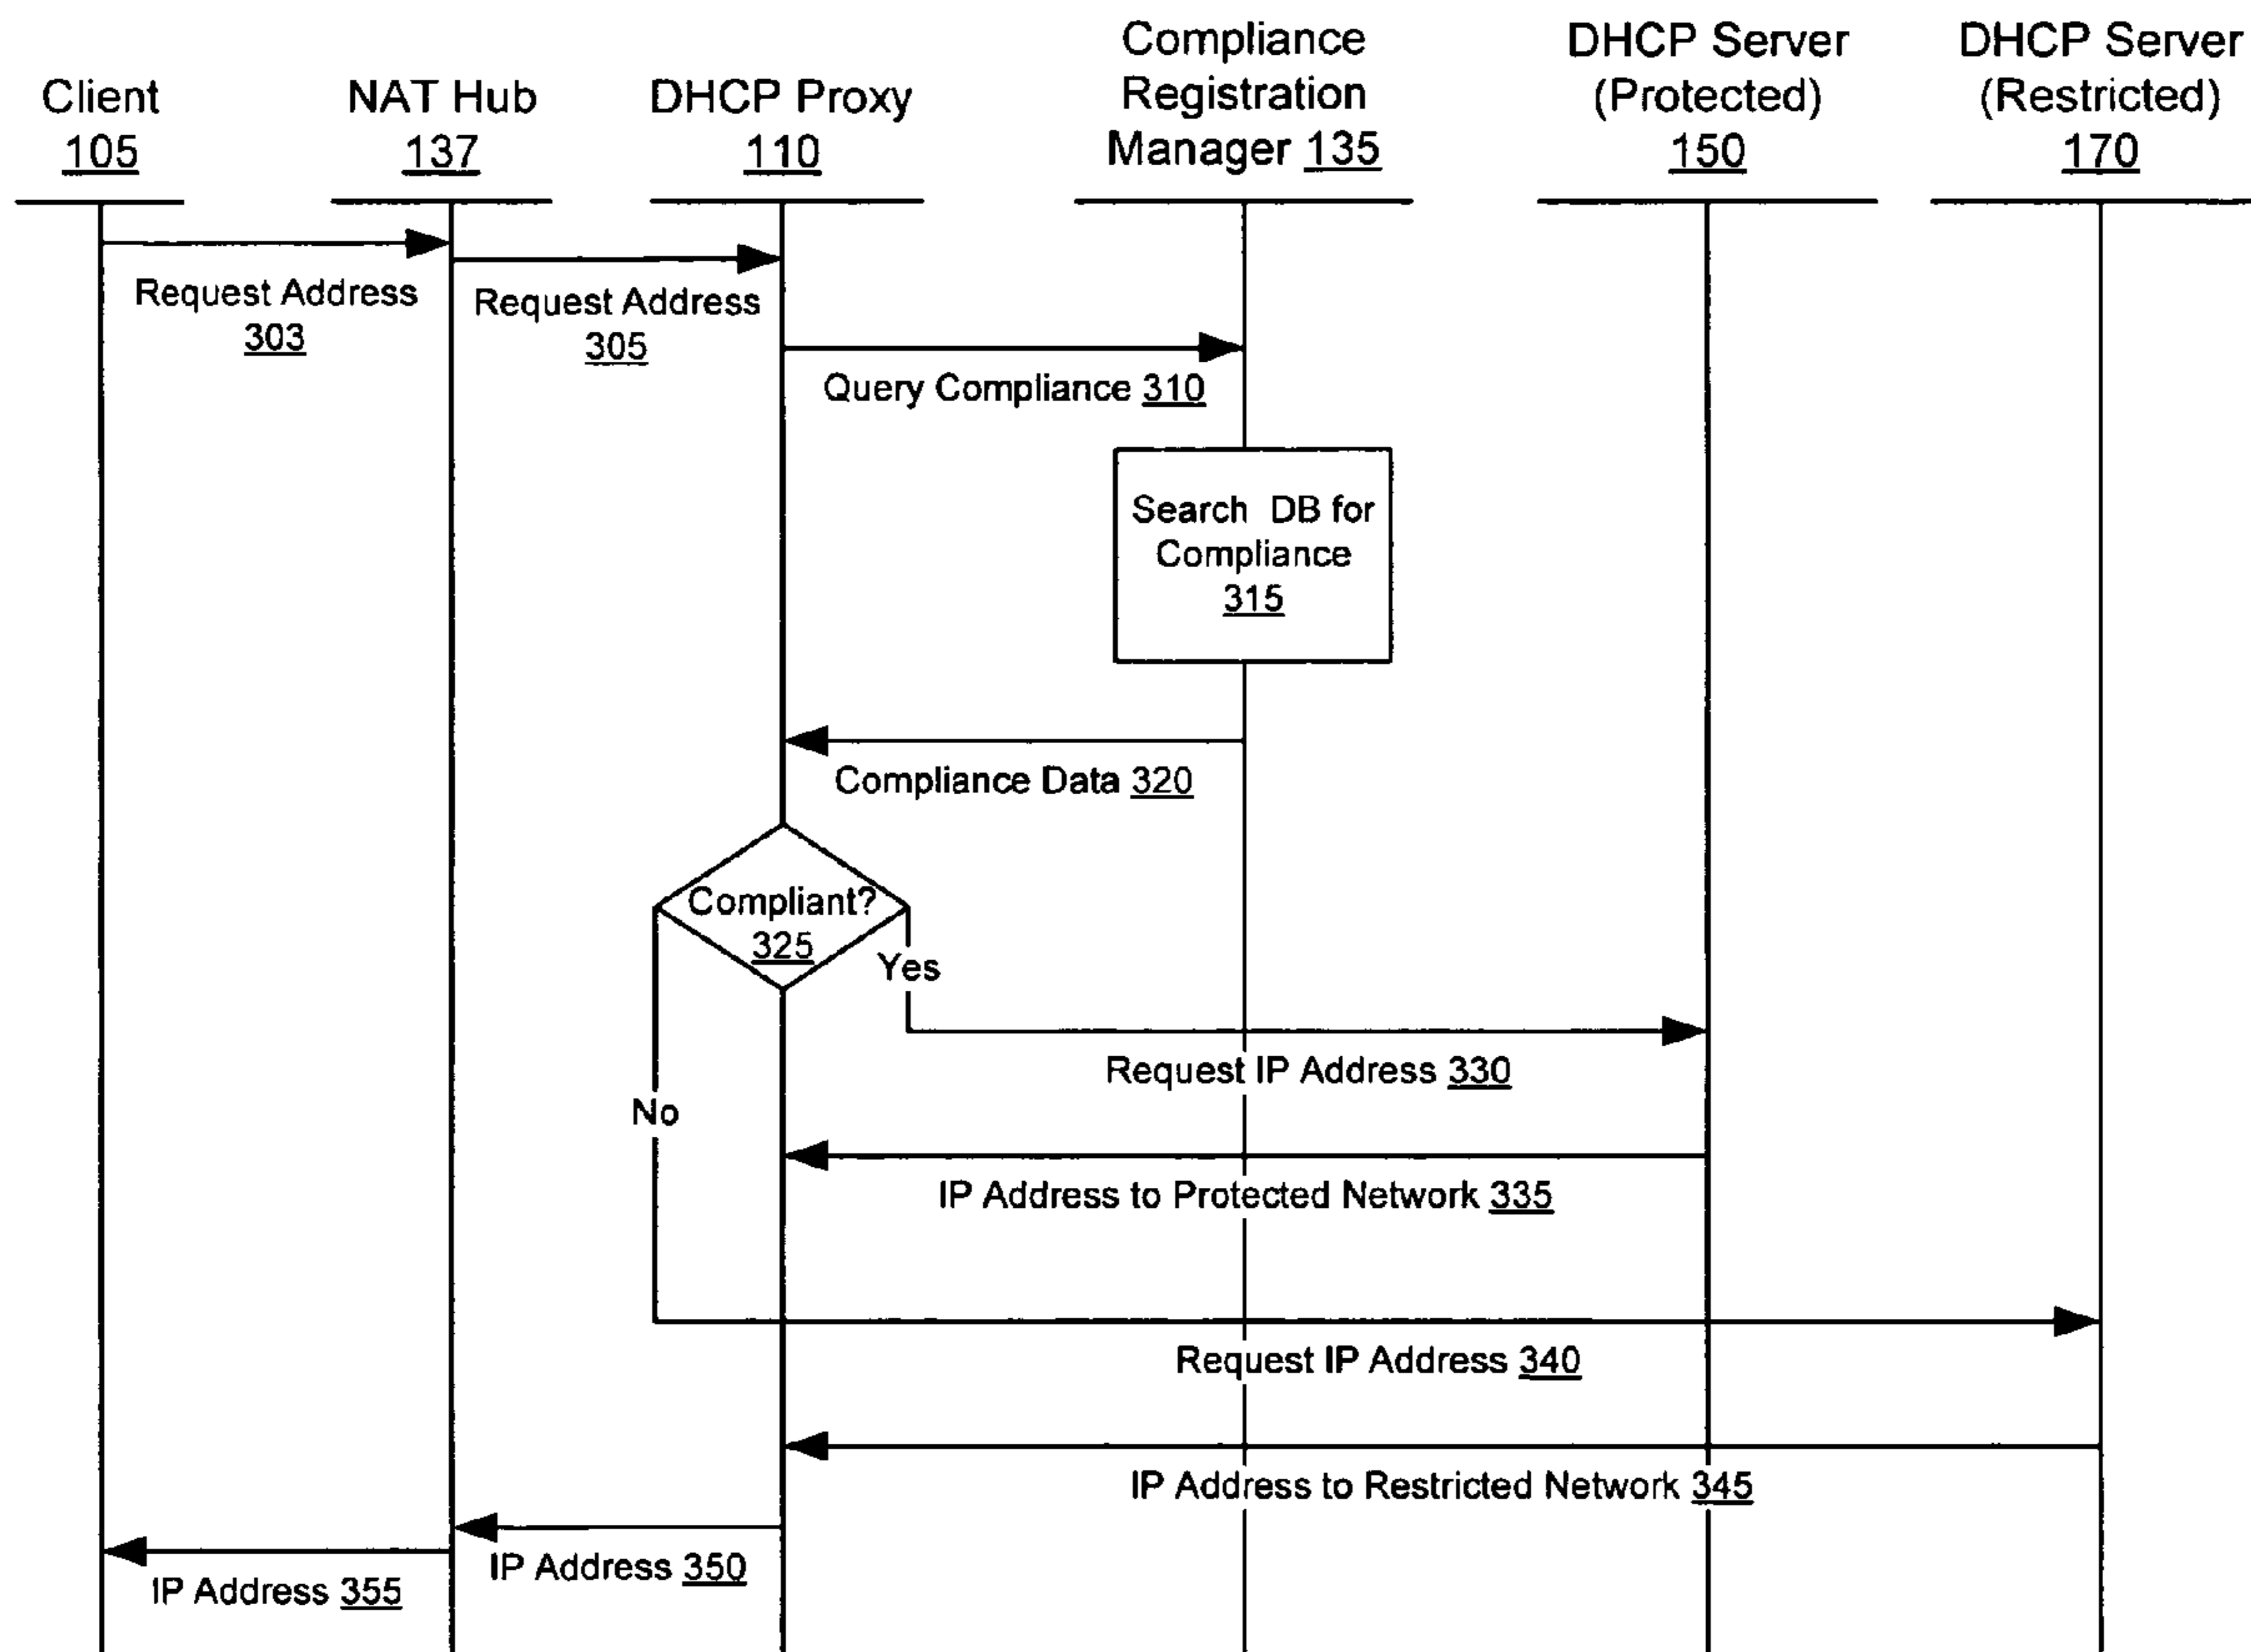 Client
105
NAT Hub
137
DHCP Proxy
110
Compliance
Registration
Manager 135
DHCP Server
(Protected)
150
DHCP Server
(Restricted)
170
Request Address
303
Request Address
305
Query Compliance 310
Search DB for
Compliance
315
Compliance Data 320
Compliant?
325
Yes
Request IP Address 330
No
IP Address to Protected Network 335
Request IP Address 340
IP Address to Restricted Network 345
IP Address 350
IP Address 355